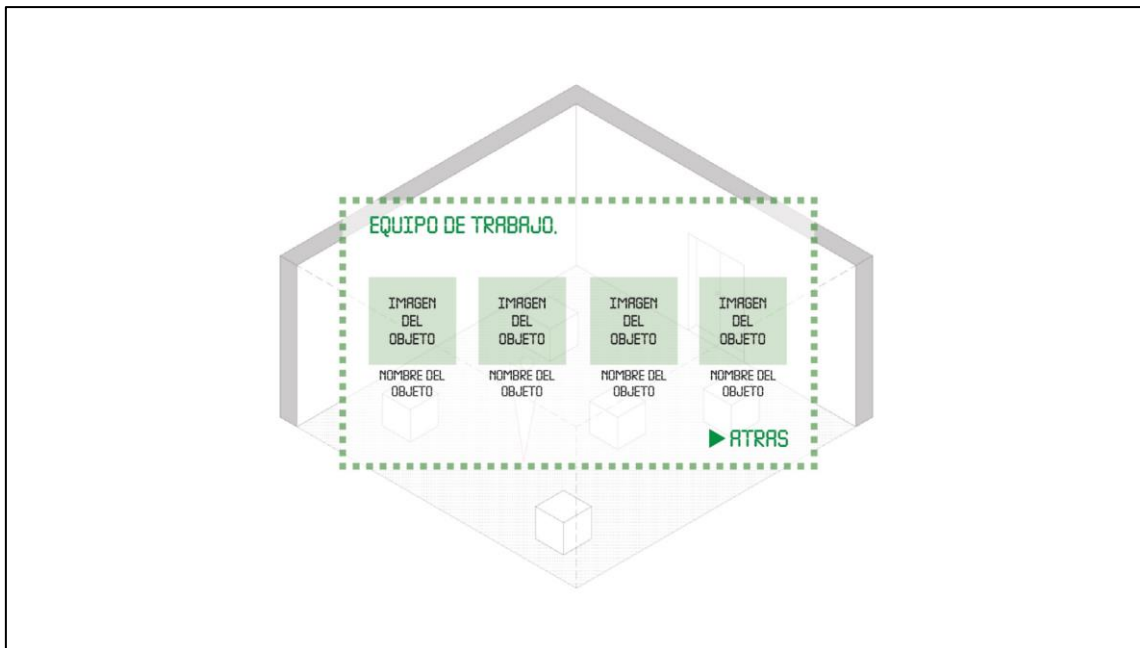 EQUIPO DE TRABAJO.
IMAGEN
DEL
OBJETO
NOMBRE DEL
OBJETO
IMAGEN
DEL
OBJETO
NOMBRE DEL
OBJETO
IMAGEN
DEL
OBJETO
NOMBRE DEL
OBJETO
IMAGEN
DEL
OBJETO
NOMBRE DEL
OBJETO
ATRAS